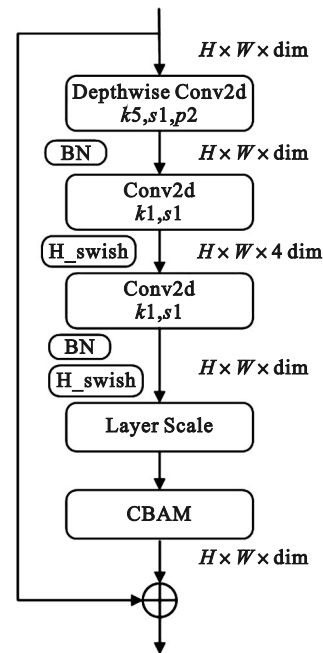 H×W×dim
Depthwise Conv2d
k5,s1,p2
BN
H×W×dim
Conv2d
k1,s1
H_swish
H×W×4 dim
Conv2d
k1,s1
BN
H_swish
H×W×dim
Layer Scale
CBAM
H×W×dim